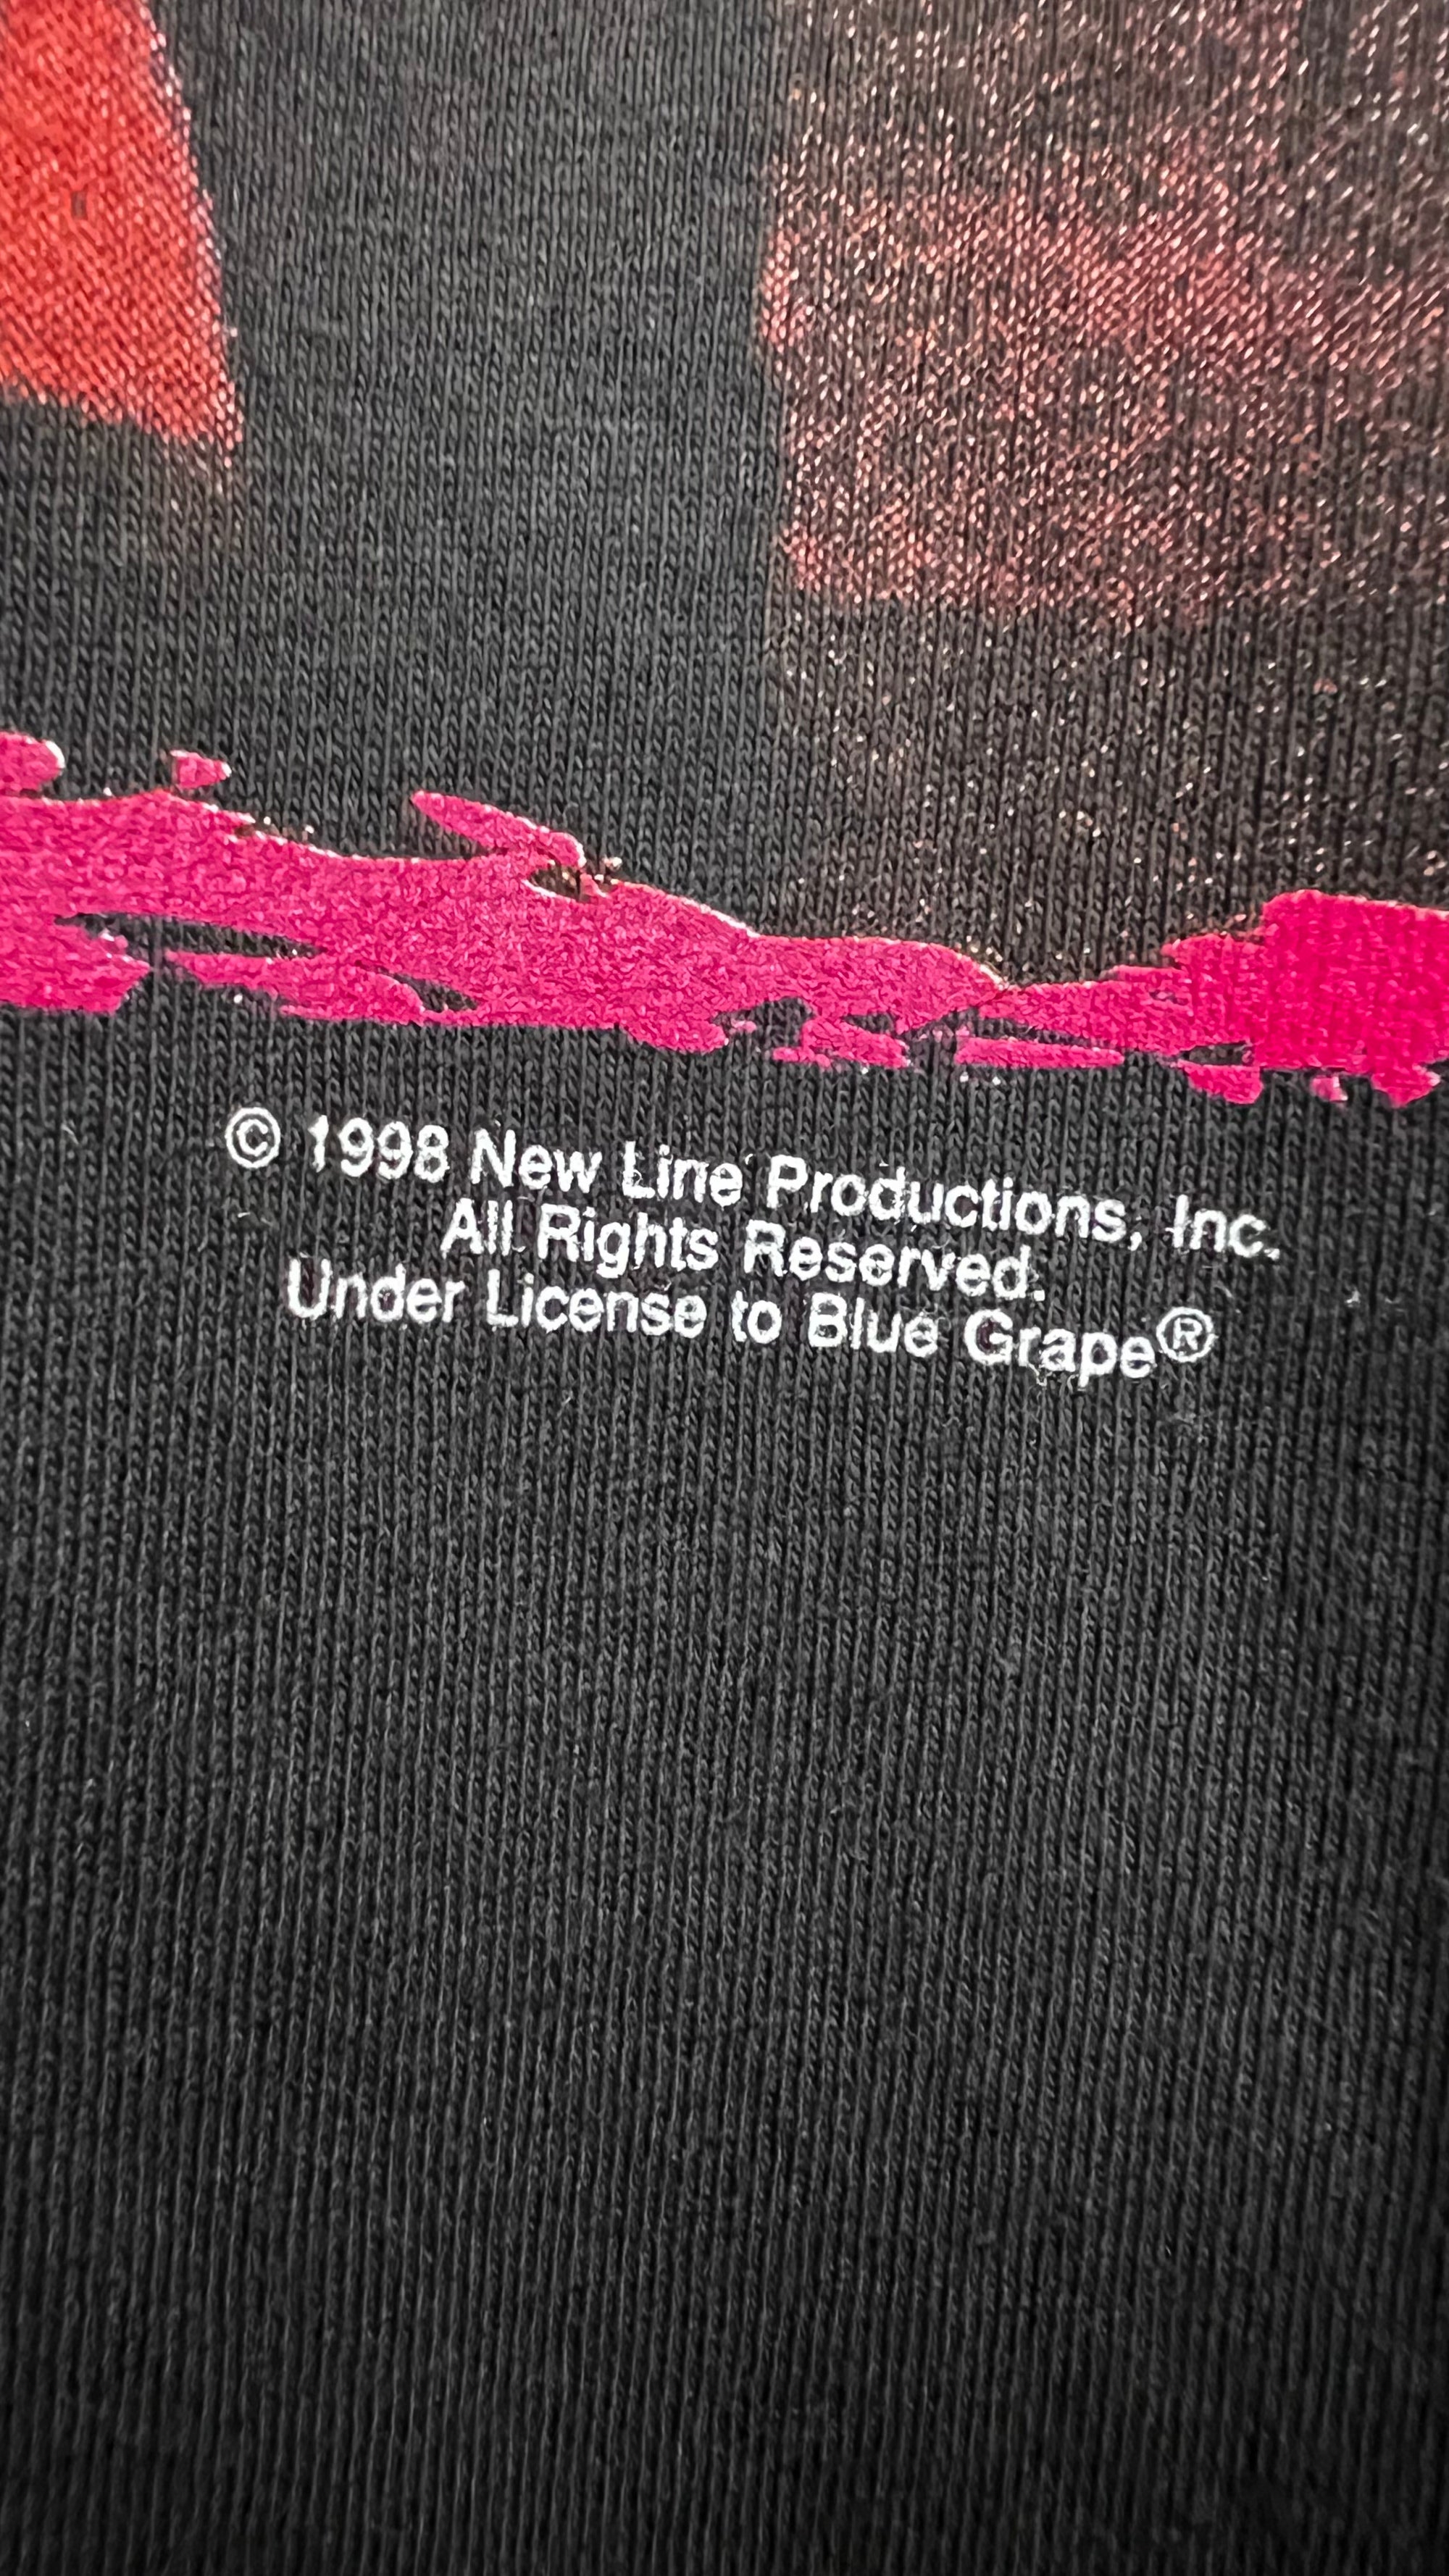 © 1998 New Line Productions, Inc.
All Rights Reserved.
Under License to Blue Grape®